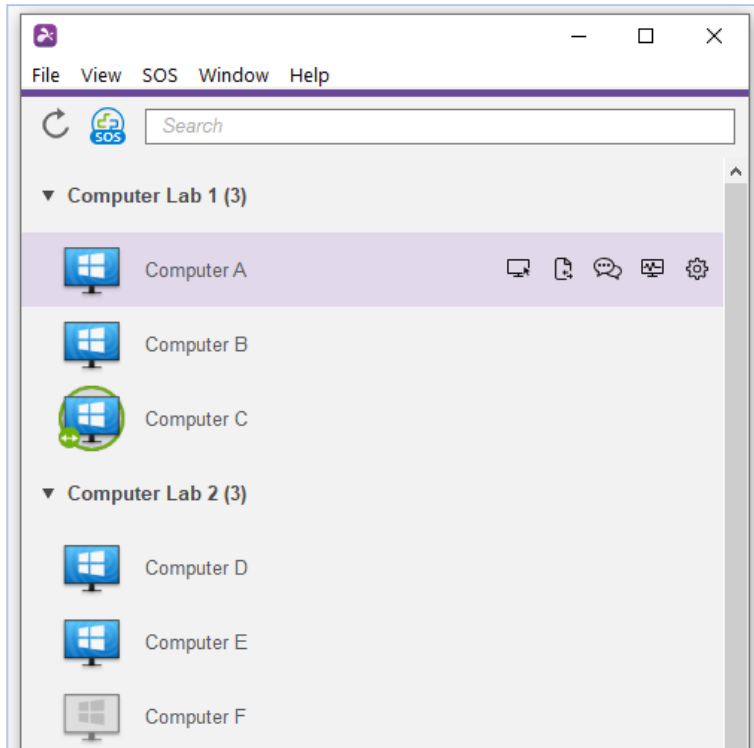 File View SOS Window Help
SOS Search
▼ Computer Lab 1 (3)
Computer A
Computer B
Computer C
▼ Computer Lab 2 (3)
Computer D
Computer E
Computer F